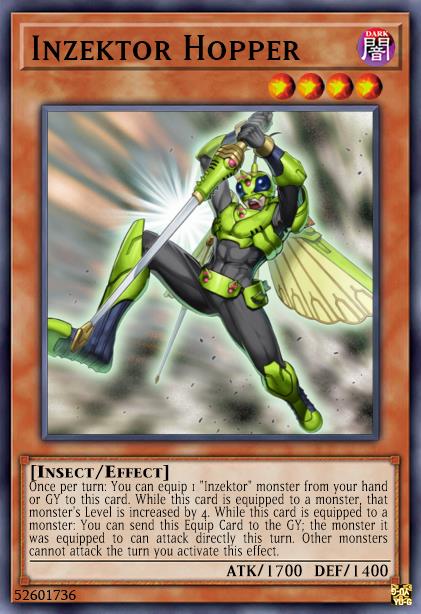 Inzektor Hopper
DARK
闇
[Insect/Effect]
Once per turn: You can equip 1 "Inzektor" monster from your hand
or GY to this card. While this card is equipped to a monster, that
monster's Level is increased by 4. While this card is equipped to a
monster: You can send this Equip Card to the GY; the monster it
was equipped to can attack directly this turn. Other monsters
cannot attack the turn you activate this effect.
ATK/1700 DEF/1400
52601736